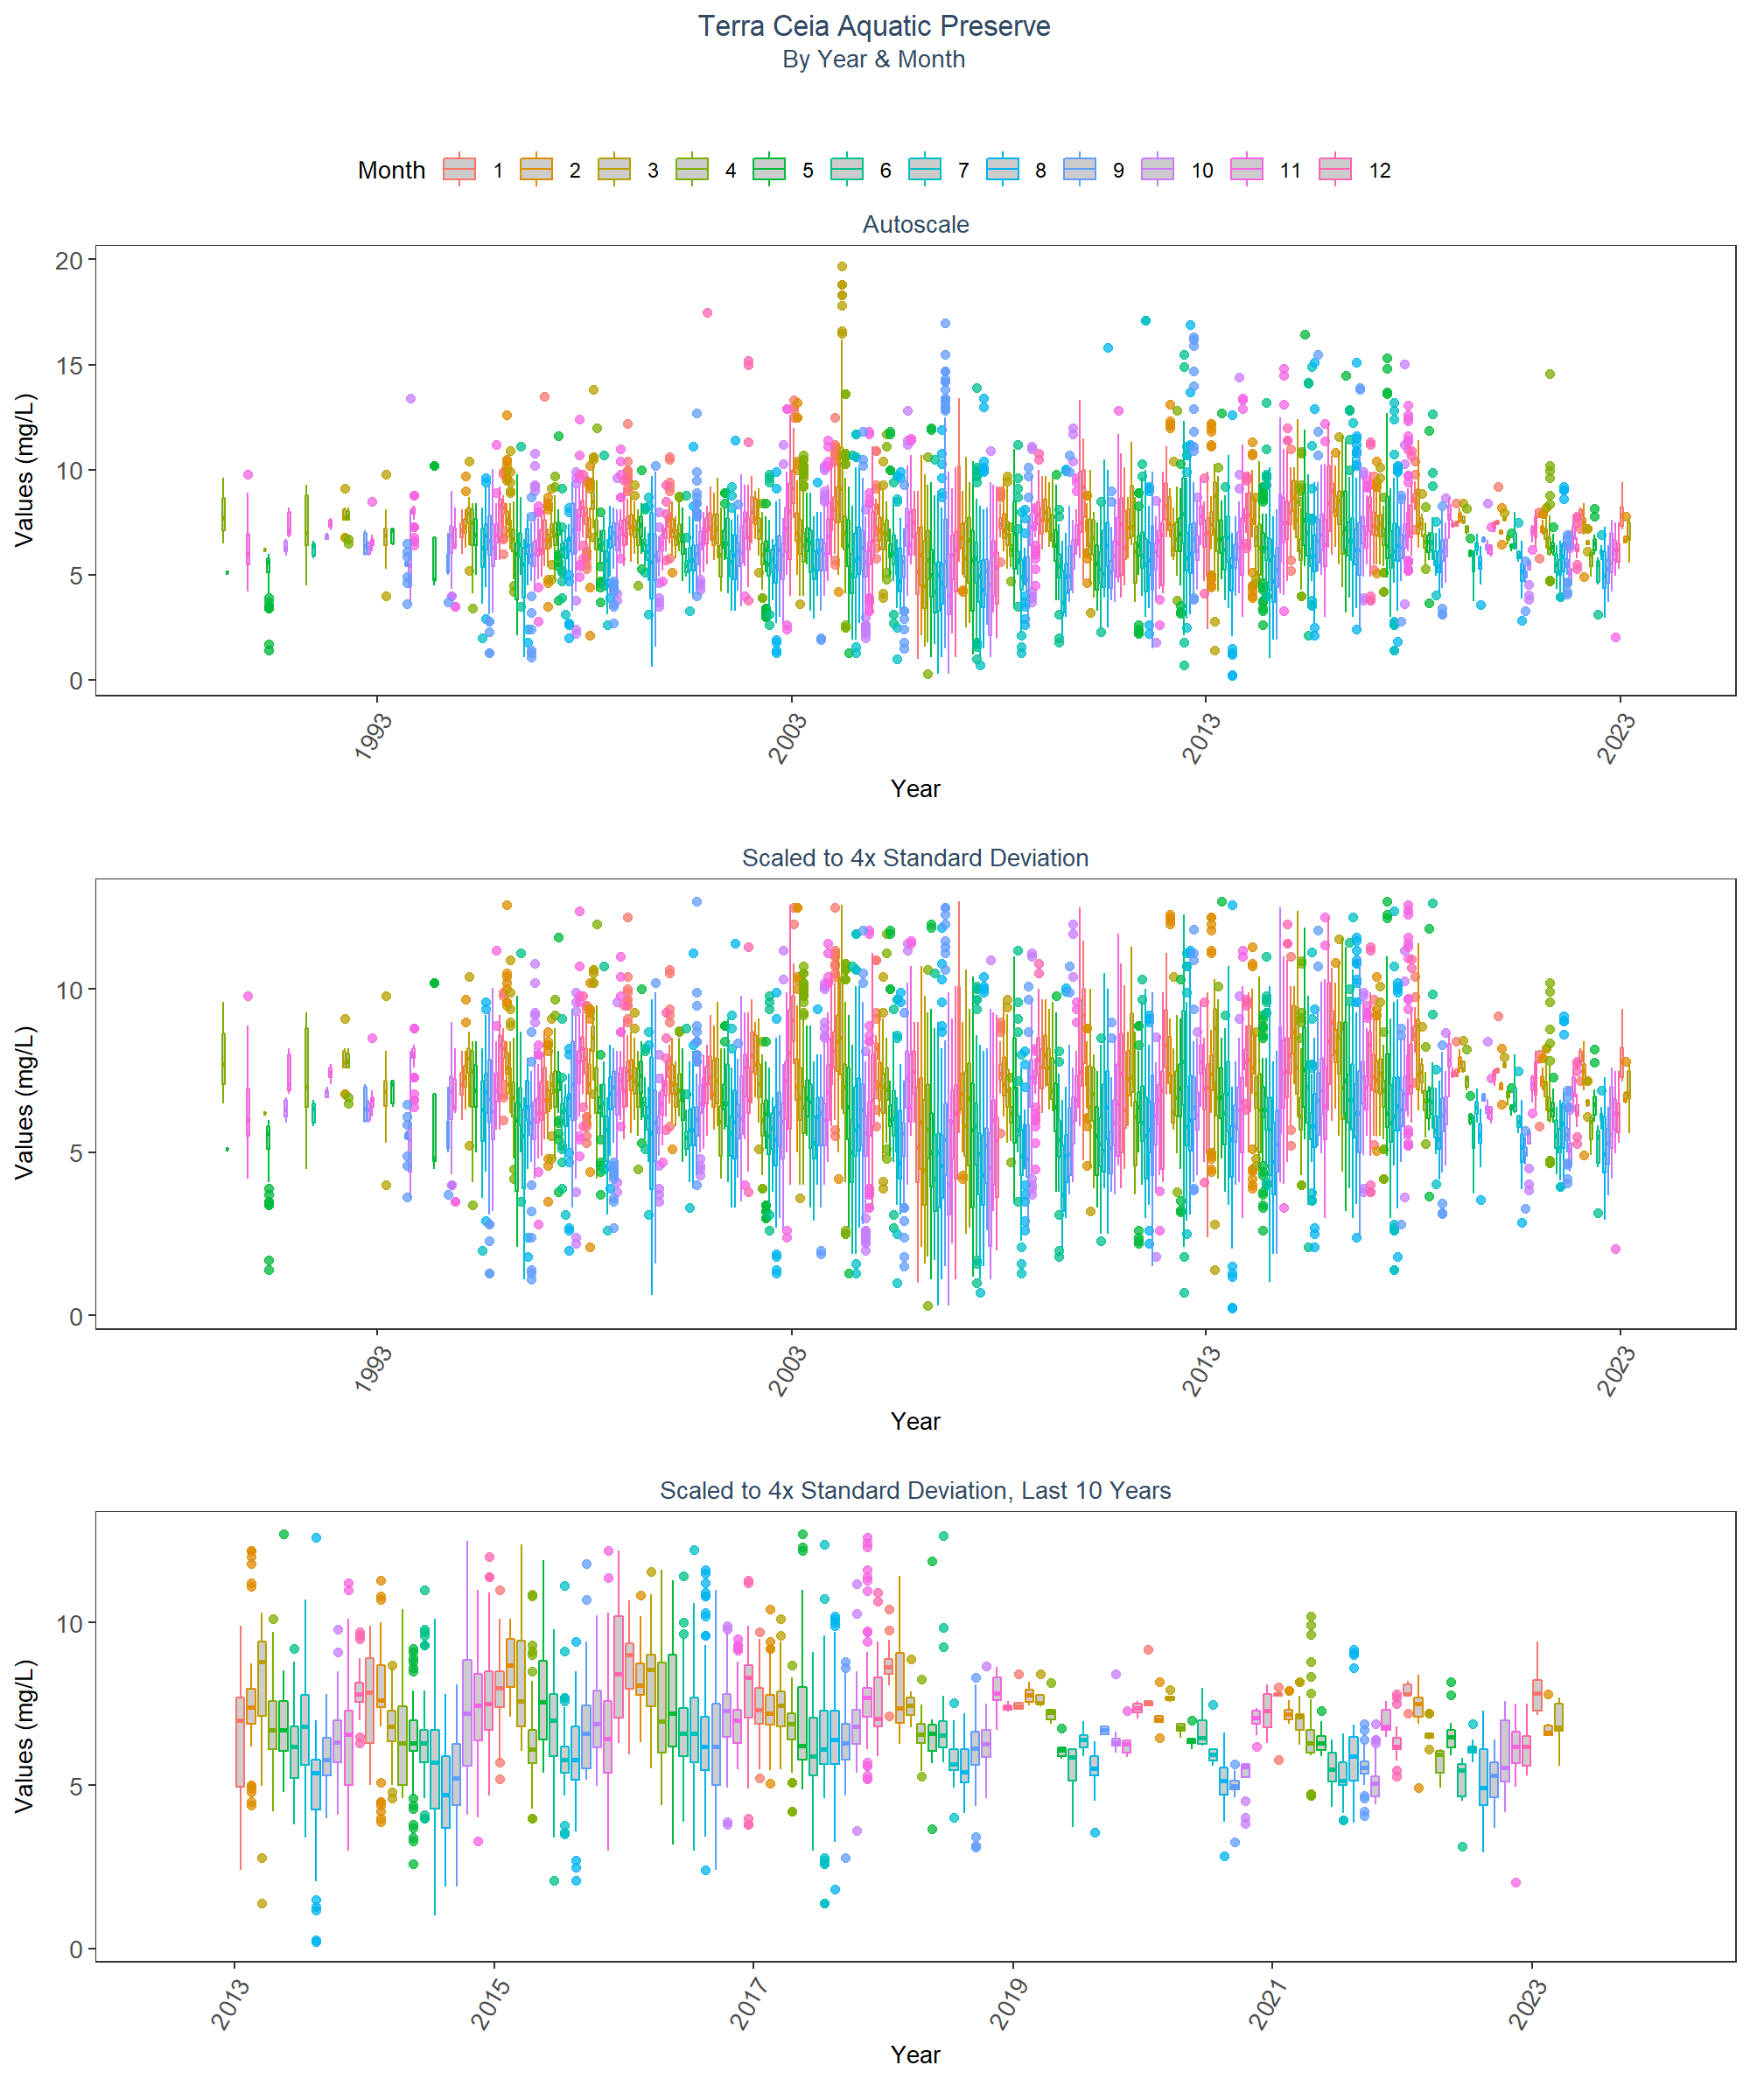 Terra Ceia Aquatic Preserve
By Year & Month
Month 1 2 3 4 5 6 7 8 9 10 11 12
Autoscale
Values (mg/L)
20
15
10
5
0
1993 2003 2013 2023
Year
Scaled to 4x Standard Deviation
Values (mg/L)
10
5
0
1993 2003 2013 2023
Year
Scaled to 4x Standard Deviation, Last 10 Years
Values (mg/L)
10
5
0
2013 2015 2017 2019 2021 2023
Year